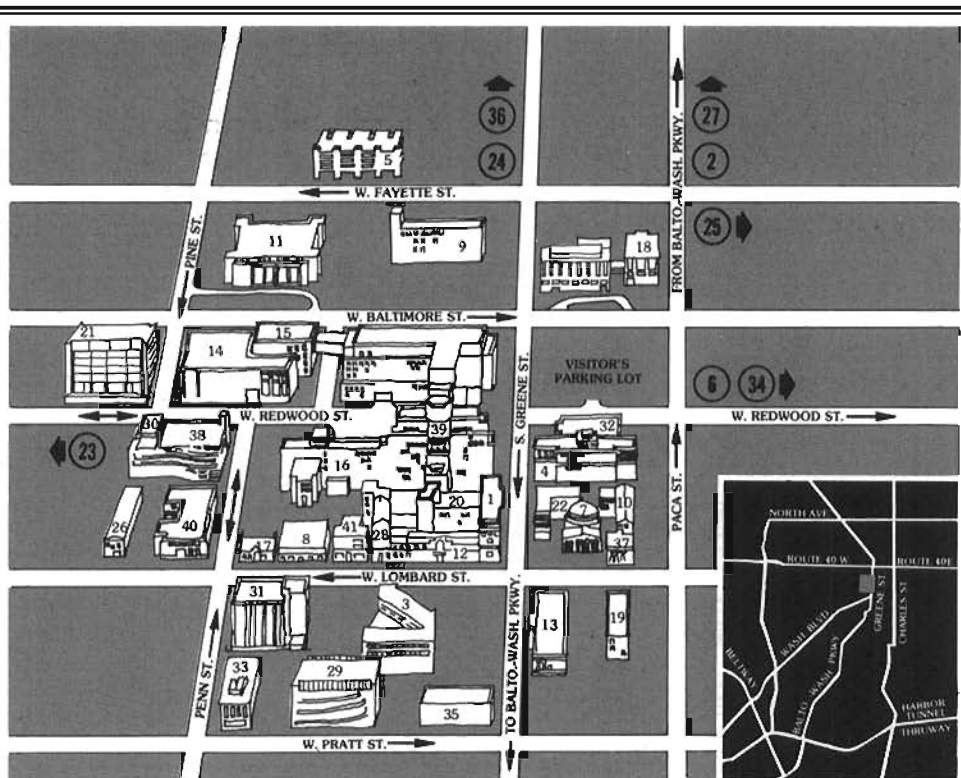 36
27
24
2
5
FROM BALTO.-WASH. PKWY.
W. FAYETTE ST.
PINE ST.
11
9
25
18
W. BALTIMORE ST.
21
15
14
S. GREENE ST.
VISITOR'S
PARKING LOT
6 34
W. REDWOOD ST.
W. REDWOOD ST.
30
38
39
32
23
16
4
PACA ST.
20
1
22
7
10
26
40
41
28
17
8
12
37
W. LOMBARD ST.
31
3
13
19
33
29
35
PENN ST.
TO BALTO.-WASH. PKWY.
W. PRATT ST.
NORTH AVE
ROUTE 40 W
ROUTE 40E
GREENE ST
CHARLES ST
WASH BLVD
BELTWAY
BALTO - WASH PKWY
HARBOR
TUNNEL
THRUWAY